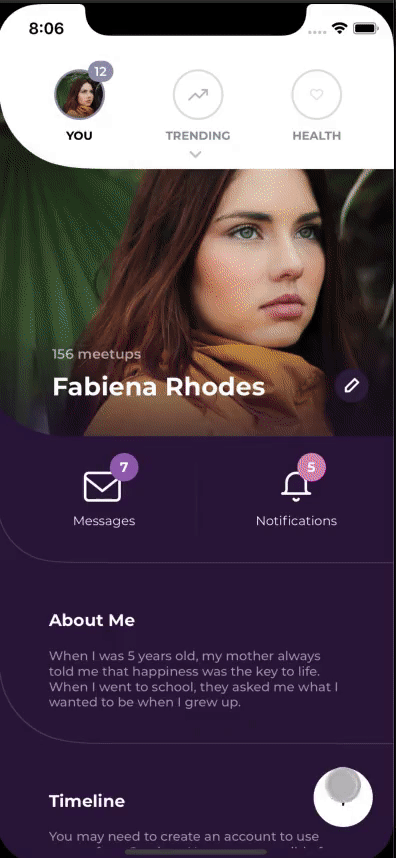 8:06
12
YOU
TRENDING
HEALTH
156 meetups
Fabiena Rhodes
7
5
Messages
Notifications
About Me
When I was 5 years old, my mother always
told me that happiness was the key to life.
When I went to school, they asked me what I
wanted to be when I grew up.
Timeline
You may need to create an account to use